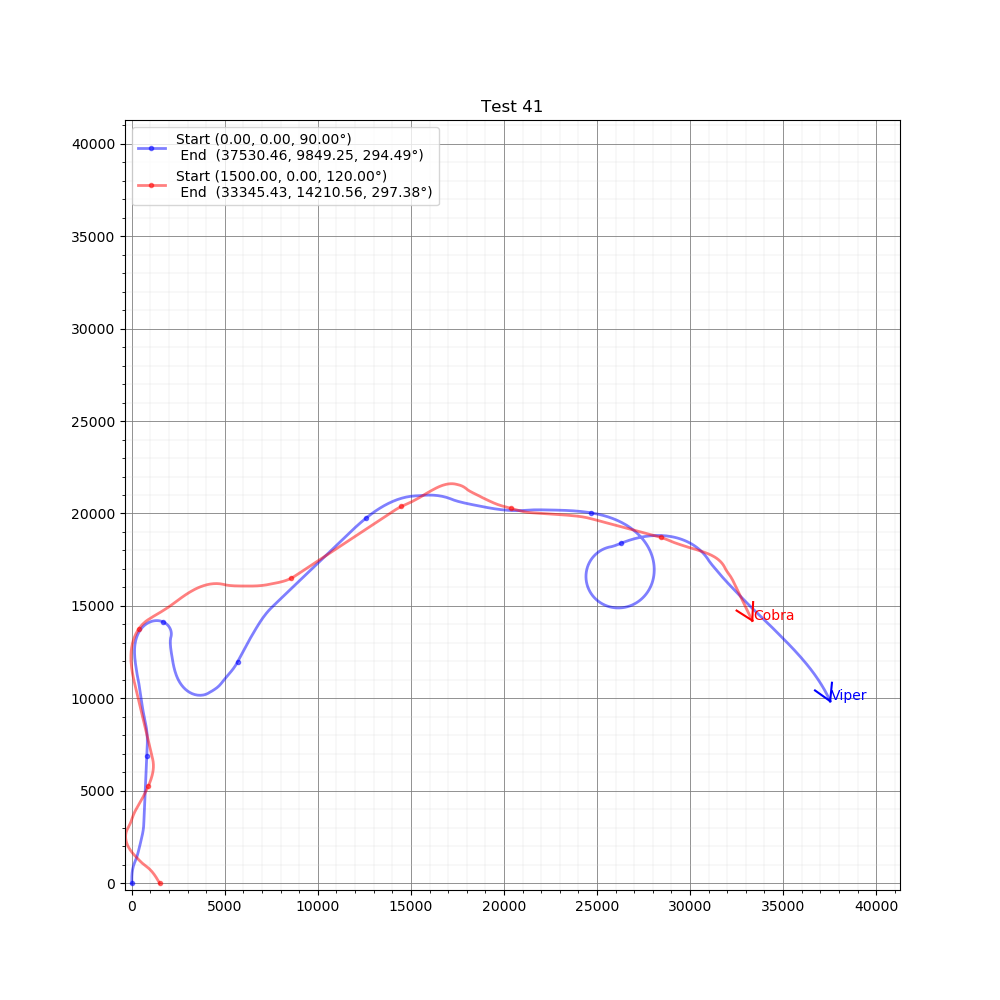 Test 41
Start (0.00, 0.00, 90.00°)
End  (37530.46, 9849.25, 294.49°)
Start (1500.00, 0.00, 120.00°)
End  (33345.43, 14210.56, 297.38°)
40000
35000
30000
25000
20000
15000
10000
5000
0
Cobra
Viper
0 5000 10000 15000 20000 25000 30000 35000 40000